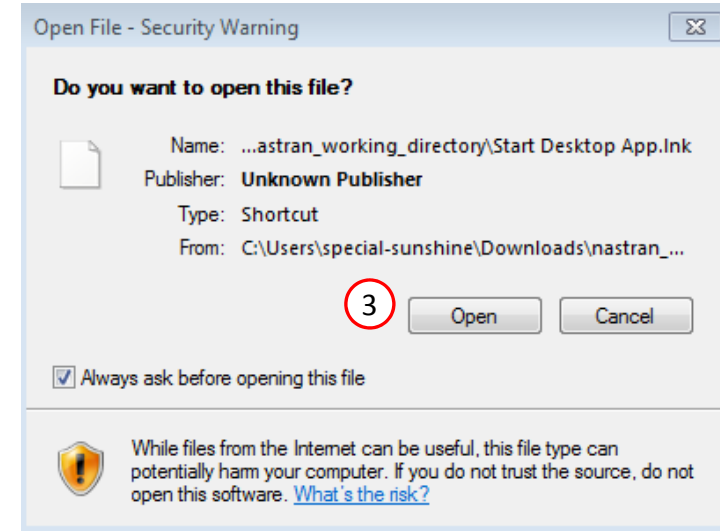 Open File - Security Warning
Do you want to open this file?
Name: ...astran_working_directory\Start Desktop App.lnk
Publisher: Unknown Publisher
Type: Shortcut
From: C:\Users\special-sunshine\Downloads\nastran_...
3 Open Cancel
Always ask before opening this file
While files from the Internet can be useful, this file type can
potentially harm your computer. If you do not trust the source, do not
open this software. What's the risk?